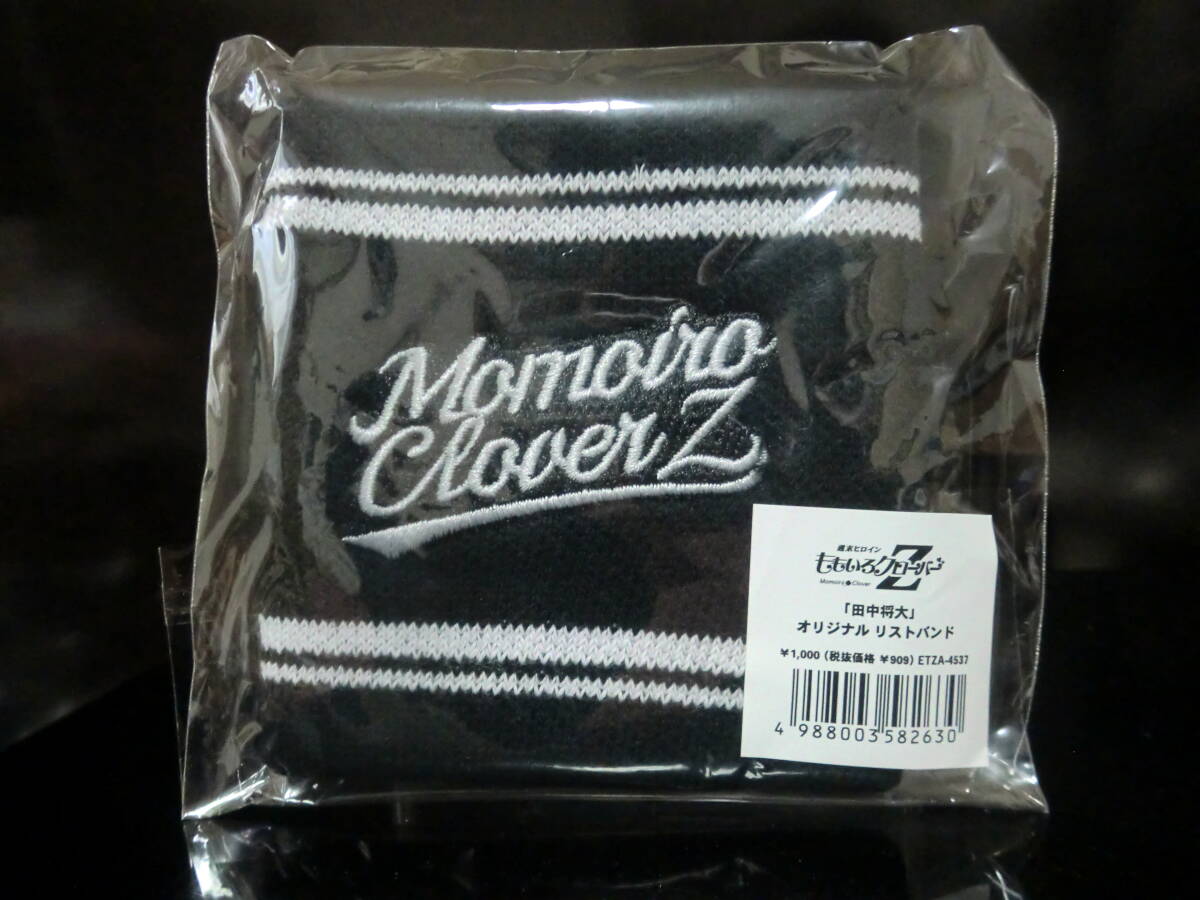 Momoiro
Clover Z
週末ヒロイン
ももいろクローバーZ
Momoiro Clover
「田中将大」
オリジナル リストバンド
¥1,000 (税抜価格 ¥909) ETZA-4537
4 988003 582630